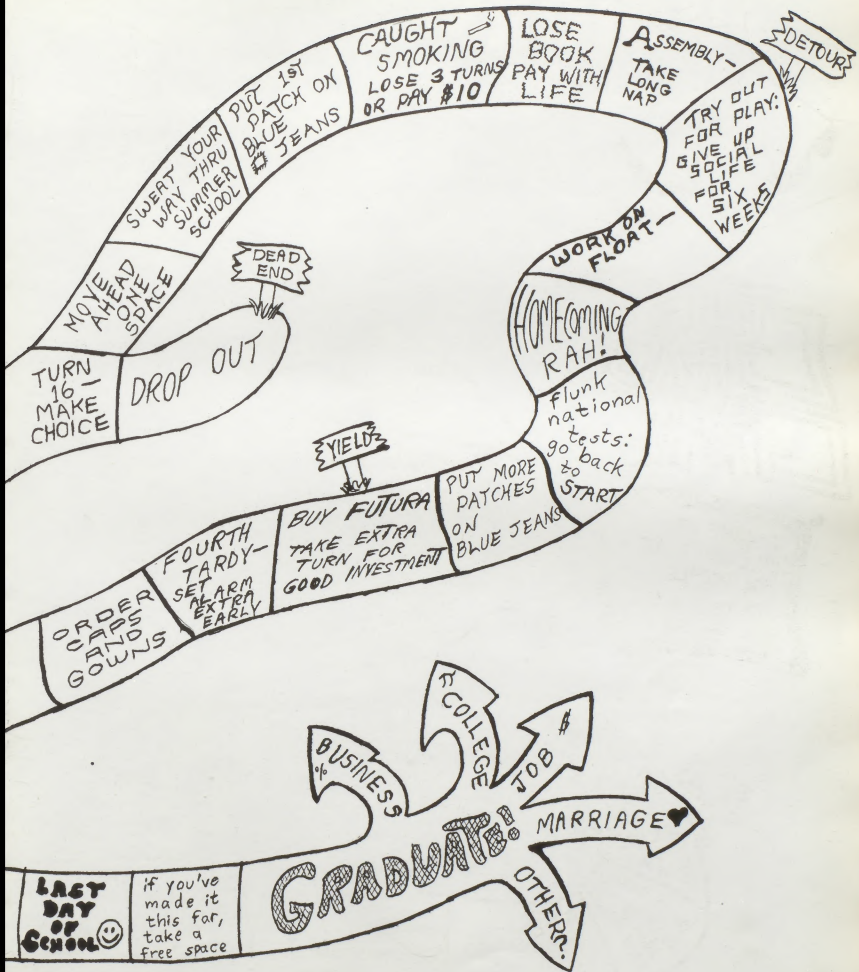 TURN
16 —
MAKE
CHOICE
DROP OUT
DEAD
END
MOVE
AHEAD
ONE
SPACE
SWEAT YOUR
WAY THRU
SUMMER
SCHOOL
PUT 1ST
PATCH ON
BLUE
JEANS
CAUGHT
SMOKING
LOSE 3 TURNS
OR PAY $10
LOSE
BOOK
PAY WITH
LIFE
ASSEMBLY —
TAKE
LONG
NAP
DETOUR
TRY OUT
FOR PLAY:
GIVE UP
SOCIAL
LIFE
FOR
SIX
WEEKS
WORK ON
FLOAT —
HOMECOMING
RAH!
flunk
national
tests:
go back
to
START
PUT MORE
PATCHES
ON
BLUE JEANS
YIELD
BUY FUTURA
TAKE EXTRA
TURN FOR
GOOD INVESTMENT
FOURTH
TARDY —
SET
ALARM
EXTRA
EARLY
ORDER
CAPS
AND
GOWNS
LAST
DAY
OF
SCHOOL
if you've
made it
this far,
take a
free space
GRADUATE!
BUSINESS
%
π
COLLEGE
JOB $
MARRIAGE
OTHER?